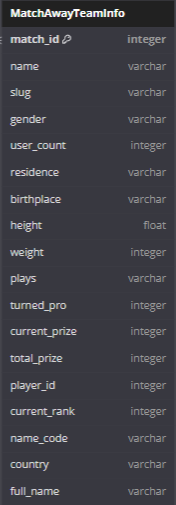 MatchAwayTeamInfo
match_id integer
name varchar
slug varchar
gender varchar
user_count integer
residence varchar
birthplace varchar
height float
weight integer
plays varchar
turned_pro integer
current_prize integer
total_prize integer
player_id integer
current_rank integer
name_code varchar
country varchar
full_name varchar